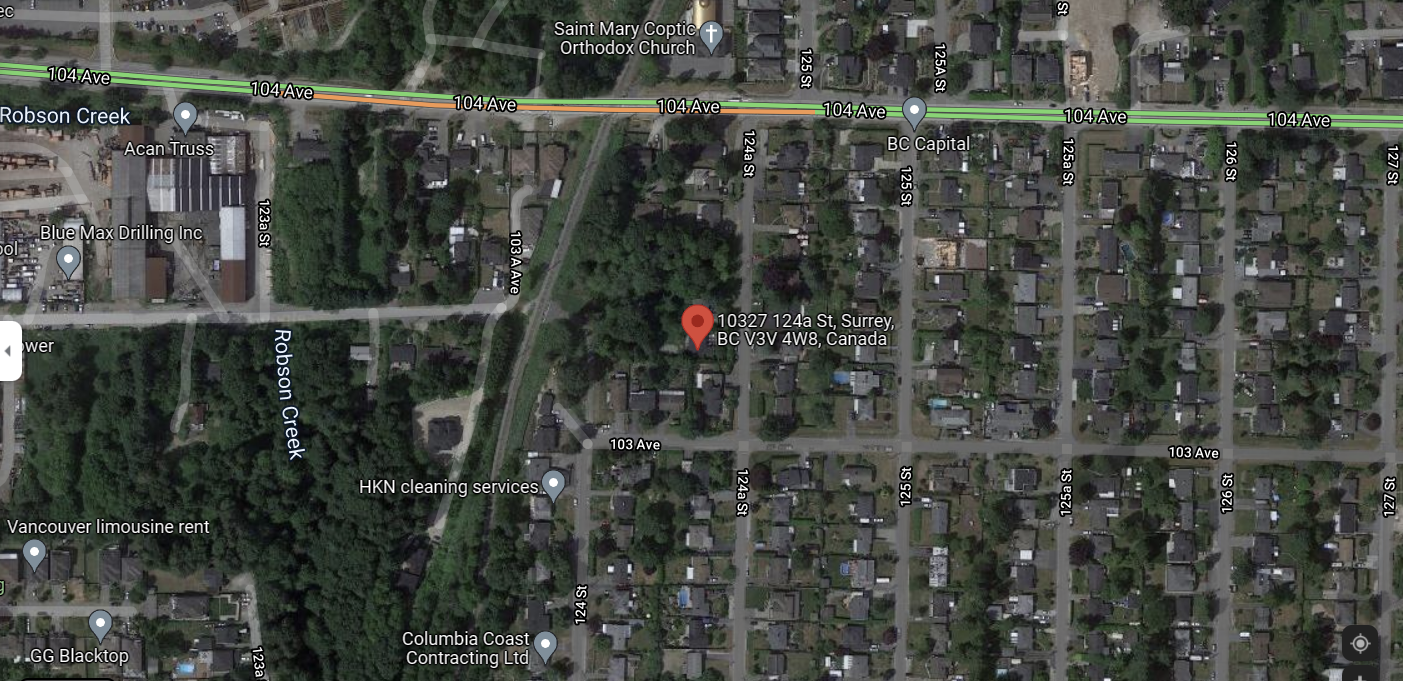 ec
Saint Mary Coptic
Orthodox Church
St
125 St
125A St
104 Ave
104 Ave
104 Ave
104 Ave
104 Ave
104 Ave
104 Ave
Robson Creek
Acan Truss
BC Capital
124a St
125 St
125a St
126 St
127 St
123a St
Blue Max Drilling Inc
ool
103 A Ave
10327 124a St, Surrey,
BC V3V 4W8, Canada
ower
Robson Creek
103 Ave
103 Ave
HKN cleaning services
124a St
125 St
125a St
126 St
127 St
Vancouver limousine rent
g
124 St
GG Blacktop
Columbia Coast
Contracting Ltd
123a